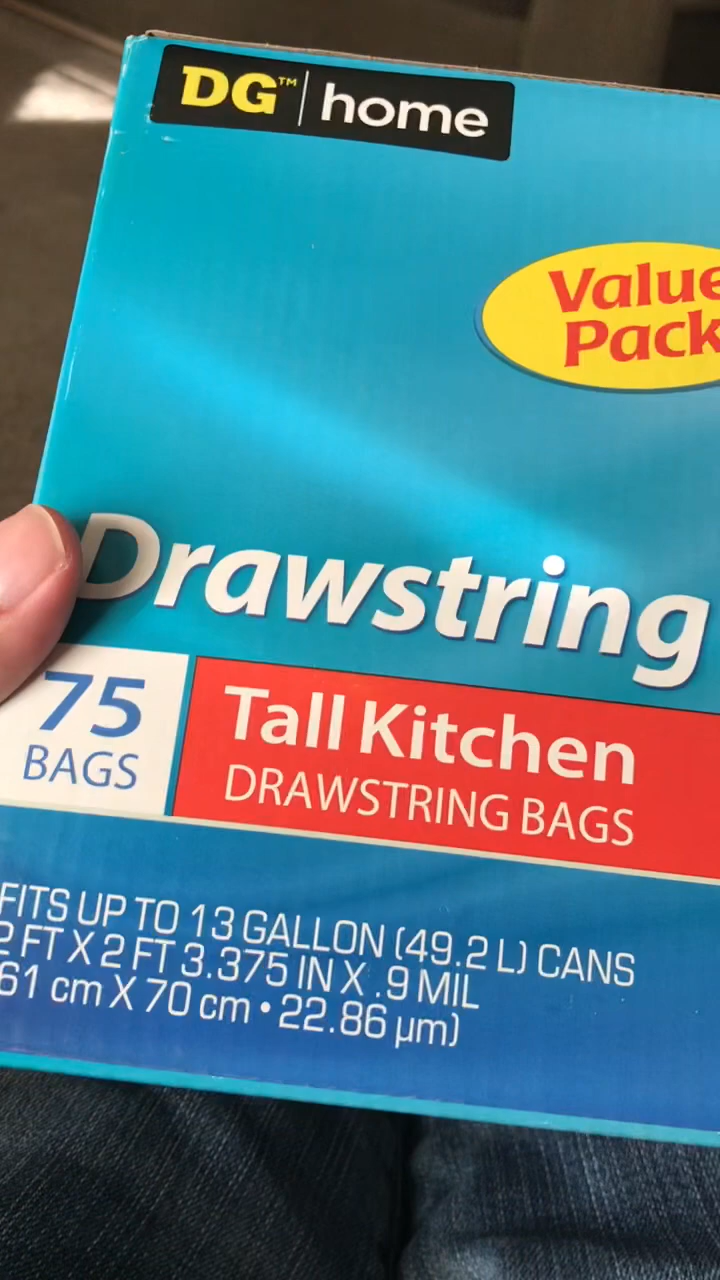 DG™ home
Value
Pack
Drawstring
75
BAGS
Tall Kitchen
DRAWSTRING BAGS
FITS UP TO 13 GALLON (49.2 L) CANS
2 FT X 2 FT 3.375 IN X .9 MIL
61 cm X 70 cm • 22.86 µm)